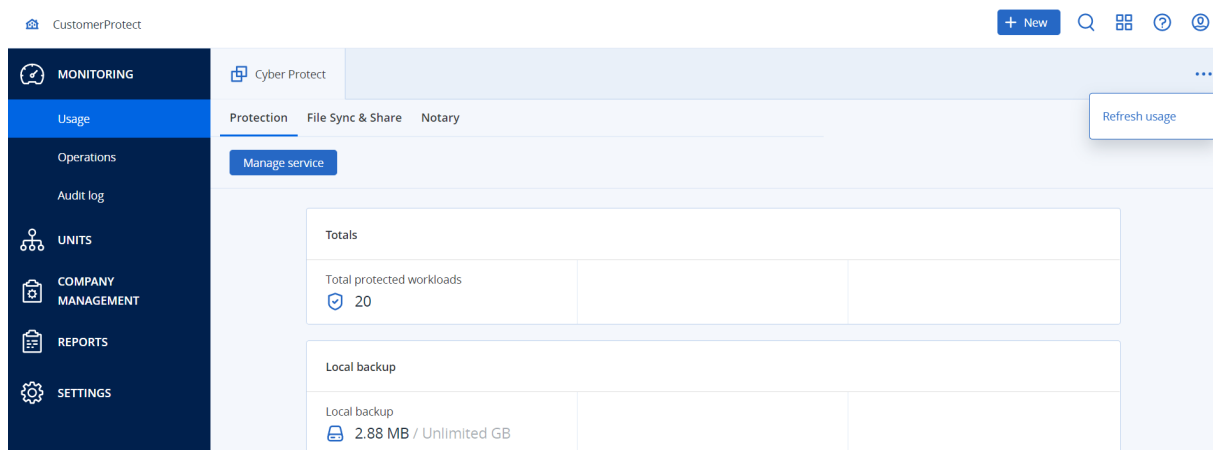 CustomerProtect
+ New
MONITORING
Cyber Protect
Usage
Protection File Sync & Share Notary
Refresh usage
Operations
Manage service
Audit log
UNITS
Totals
COMPANY
MANAGEMENT
Total protected workloads
20
REPORTS
Local backup
SETTINGS
Local backup
2.88 MB / Unlimited GB